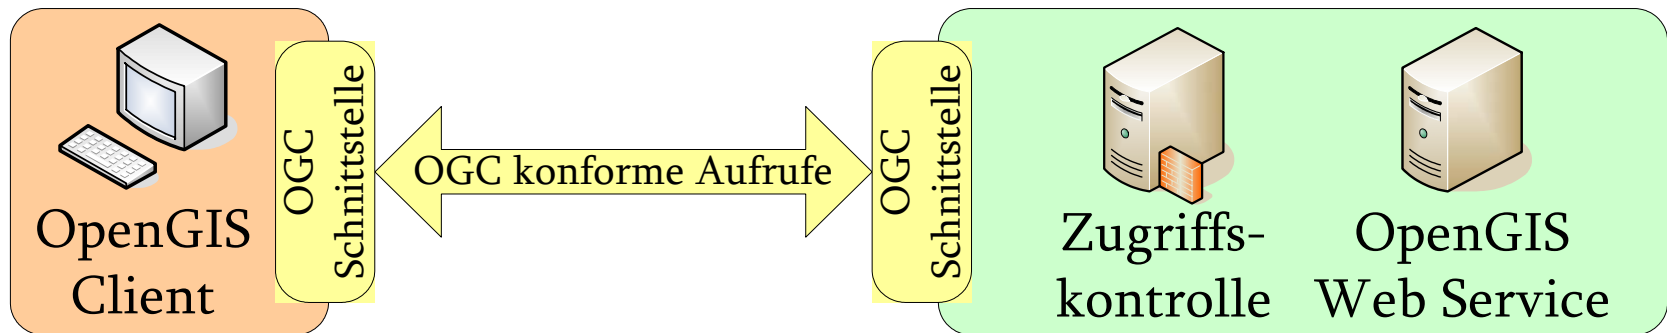 OpenGIS
Client
OGC
Schnittstelle
OGC konforme Aufrufe
OGC
Schnittstelle
Zugriffs-
kontrolle
OpenGIS
Web Service